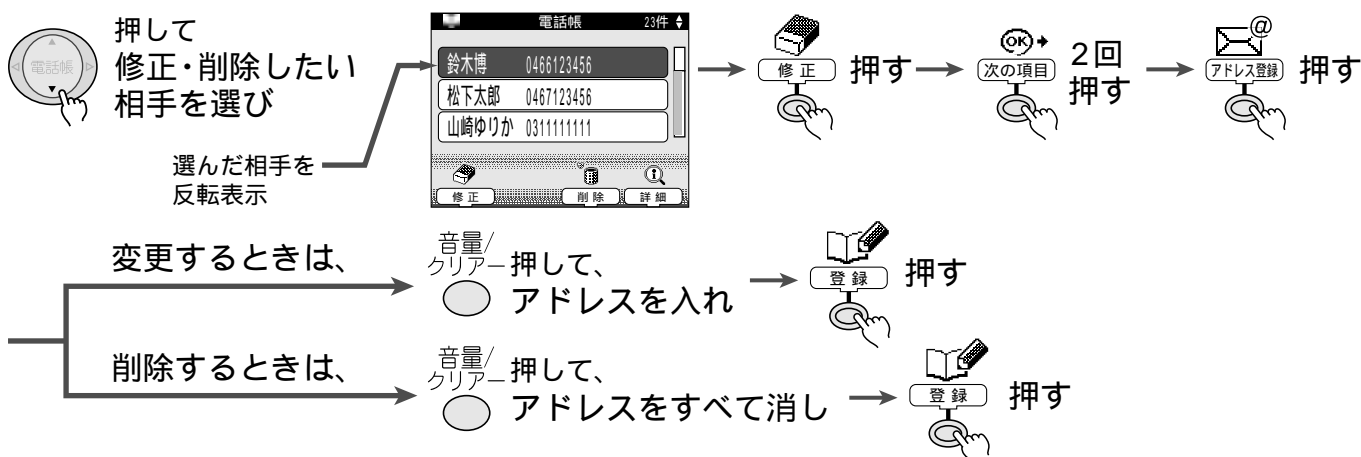 押して
修正・削除したい
相手を選び
電話帳
選んだ相手を
反転表示
電話帳 23件
鈴木博 0466123456
松下太郎 0467123456
山崎ゆりか 0311111111
修正 削除 詳細
修正 押す
OK
次の項目 2回
押す
@
アドレス登録 押す
変更するときは、
音量/
クリアー 押して、
アドレスを入れ
登録 押す
削除するときは、
音量/
クリアー 押して、
アドレスをすべて消し
登録 押す